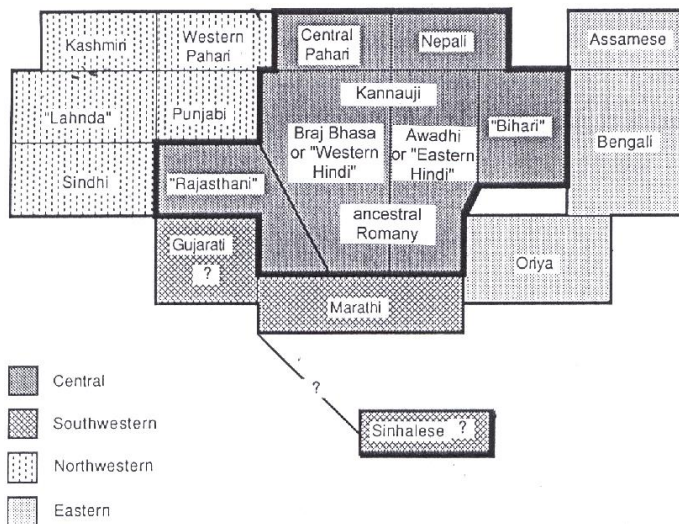 Kashmiri
Western
Pahari
Central
Pahari
Nepali
Assamese
"Lahnda"
Punjabi
Kannauji
Braj Bhasa
or "Western
Hindi"
Awadhi
or "Eastern
Hindi"
"Bihari"
Bengali
Sindhi
"Rajasthani"
ancestral
Romany
Gujarati
?
Oriya
Marathi
?
Sinhalese ?
Central
Southwestern
Northwestern
Eastern